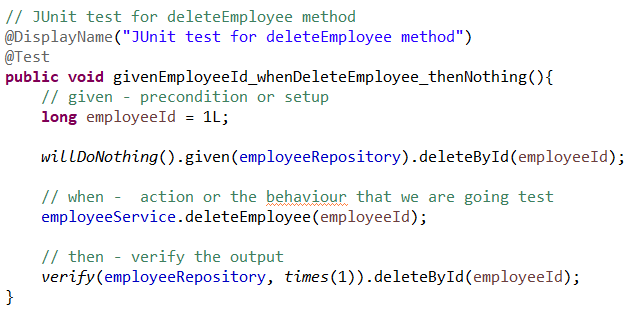 // JUnit test for deleteEmployee method
@DisplayName("JUnit test for deleteEmployee method")
@Test
public void givenEmployeeId_whenDeleteEmployee_thenNothing(){
    // given - precondition or setup
    long employeeId = 1L;

    willDoNothing().given(employeeRepository).deleteById(employeeId);

    // when -  action or the behaviour that we are going test
    employeeService.deleteEmployee(employeeId);

    // then - verify the output
    verify(employeeRepository, times(1)).deleteById(employeeId);
}